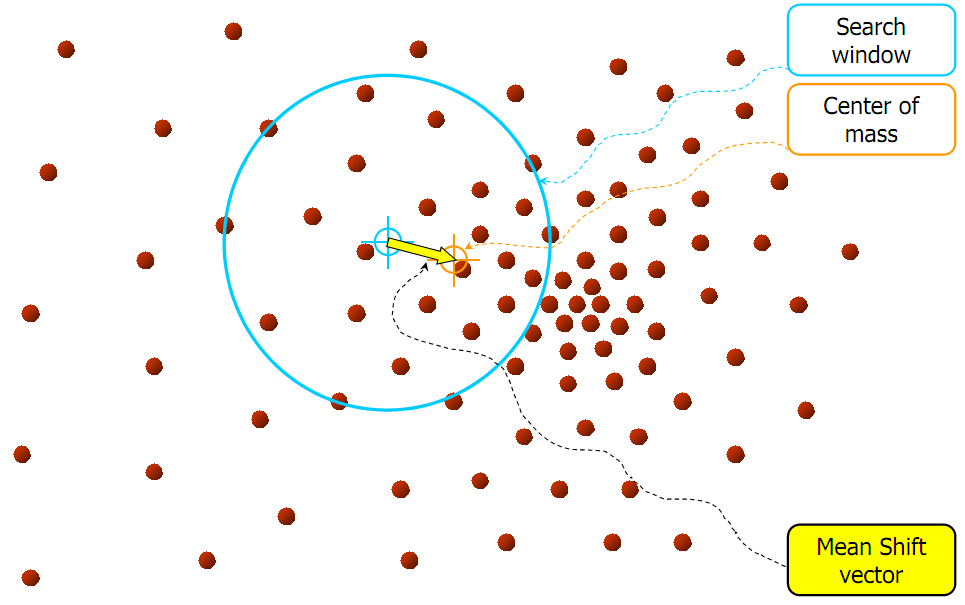 Search
window
Center of
mass
Mean Shift
vector